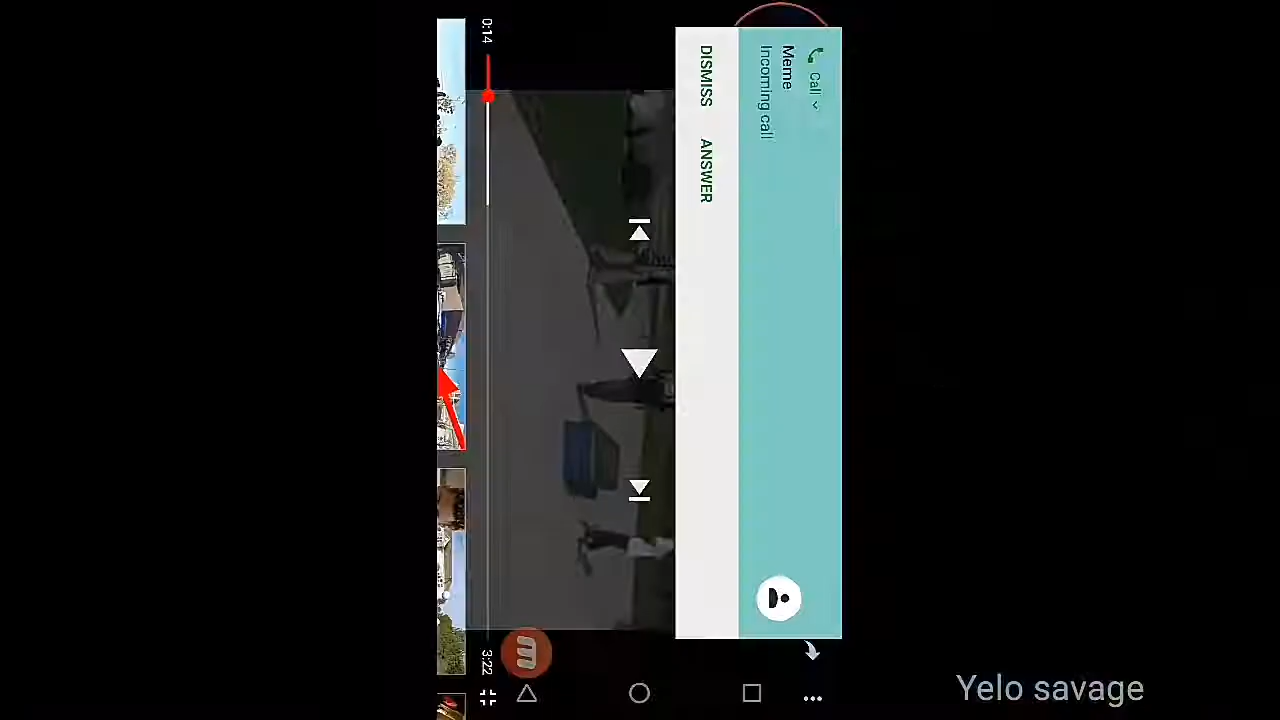 Call
Meme
Incoming call
DISMISS ANSWER
0:14
3:22
Yelo savage